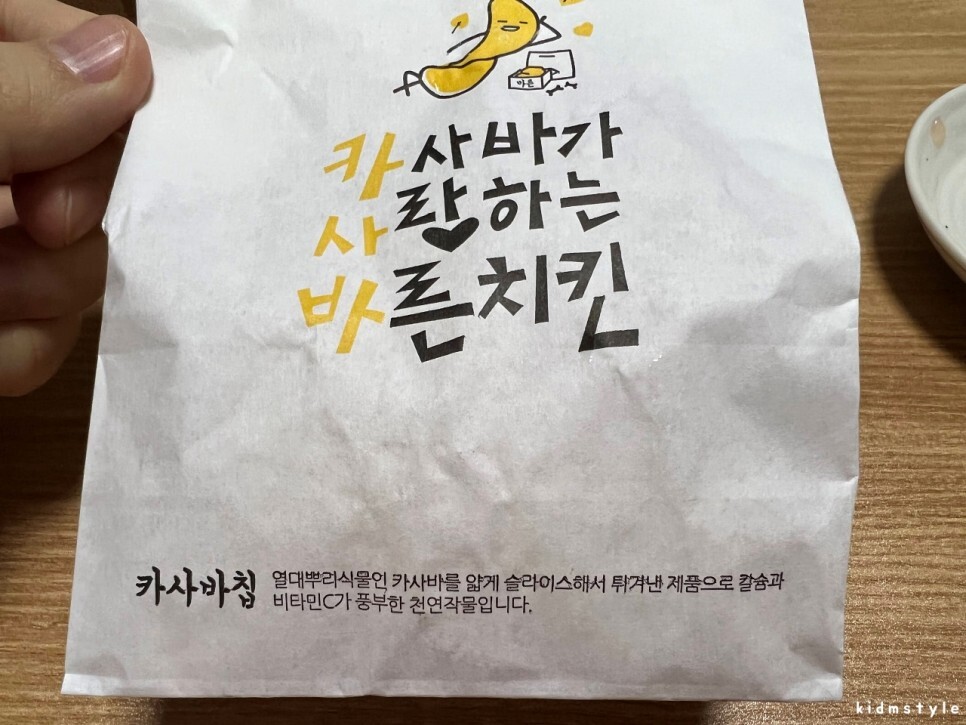 바른
카사바가
사랑하는
바른치킨
카사바칩
열대뿌리식물인 카사바를 얇게 슬라이스해서 튀겨낸 제품으로 칼슘과
비타민C가 풍부한 천연작물입니다.
kidmstyle